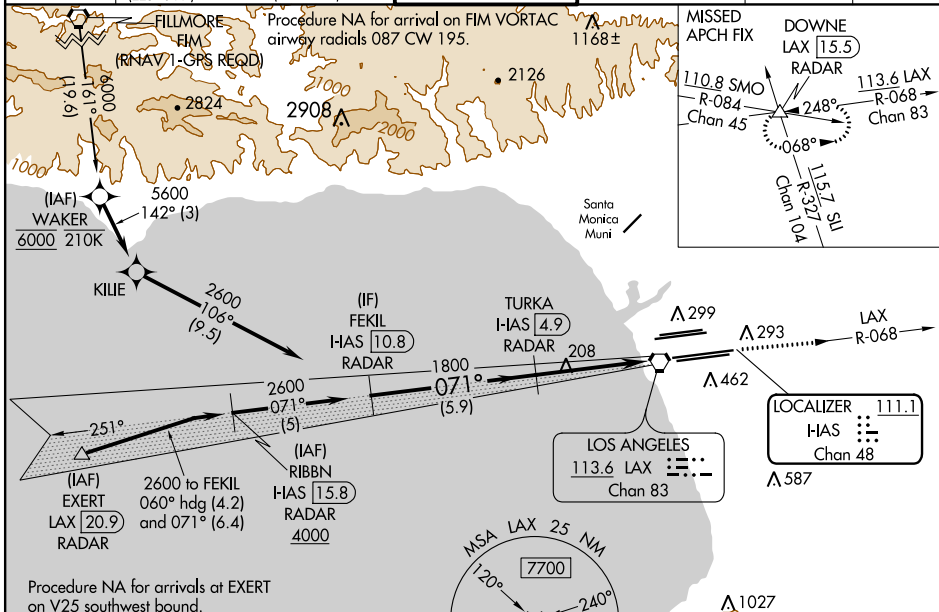 FILLMORE
FIM
(RNAV 1-GPS REQD)
Procedure NA for arrival on FIM VORTAC
airway radials 087 CW 195.
1168±
6000
161°
(19.9)
2824
2908
2126
1000
2000
1000
1000
MISSED
APCH FIX
DOWNE
LAX 15.5
RADAR
110.8 SMO
R-084
Chan 45
113.6 LAX
R-068
Chan 83
248°
068°
115.7 SLI
R-327
Chan 104
(IAF)
WAKER
6000 210K
5600
142° (3)
KILIE
2600
106°
(9.5)
Santa
Monica
Muni
(IF)
FEKIL
I-IAS 10.8
RADAR
TURKA
I-IAS 4.9
RADAR
299
293
LAX
R-068
208
462
2600
071°
(5)
1800
071°
(5.9)
251°
(IAF)
EXERT
LAX 20.9
RADAR
2600 to FEKIL
060° hdg (4.2)
and 071° (6.4)
(IAF)
RIBBN
I-IAS 15.8
RADAR
4000
LOS ANGELES
113.6 LAX
Chan 83
LOCALIZER 111.1
I-IAS
Chan 48
587
MSA LAX 25 NM
7700
120°
240°
Procedure NA for arrivals at EXERT
on V25 southwest bound.
1027